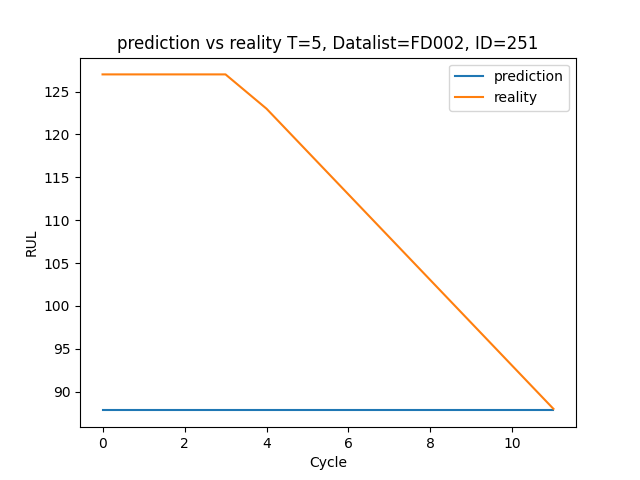 prediction vs reality T=5, Datalist=FD002, ID=251
prediction
reality
125
120
115
110
105
100
95
90
RUL
0 2 4 6 8 10
Cycle